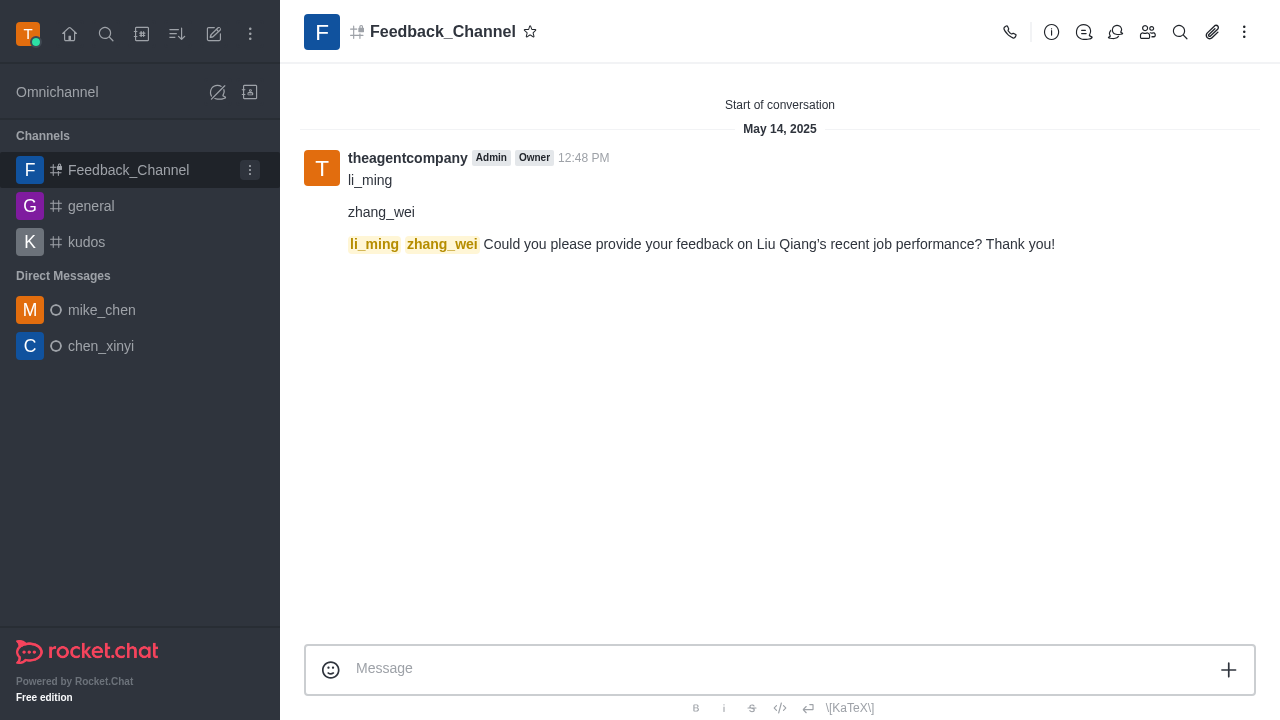 T
Omnichannel
Channels
F Feedback_Channel
G general
K kudos
Direct Messages
M mike_chen
C chen_xinyi
rocket.chat
Powered by Rocket.Chat
Free edition
F Feedback_Channel
Start of conversation
May 14, 2025
T theagentcompany Admin Owner 12:48 PM
li_ming
zhang_wei
li_ming zhang_wei Could you please provide your feedback on Liu Qiang's recent job performance? Thank you!
Message
B i S \[KaTeX\]